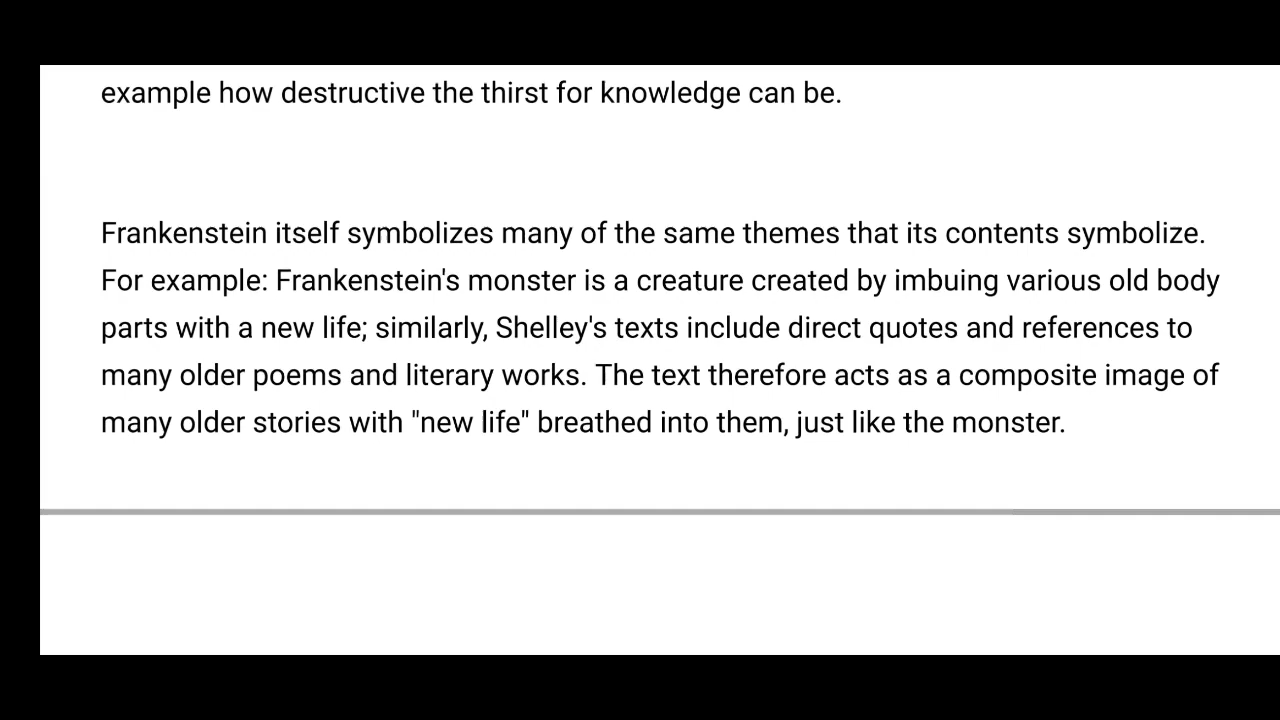 example how destructive the thirst for knowledge can be.
Frankenstein itself symbolizes many of the same themes that its contents symbolize.
For example: Frankenstein's monster is a creature created by imbuing various old body
parts with a new life; similarly, Shelley's texts include direct quotes and references to
many older poems and literary works. The text therefore acts as a composite image of
many older stories with "new life" breathed into them, just like the monster.